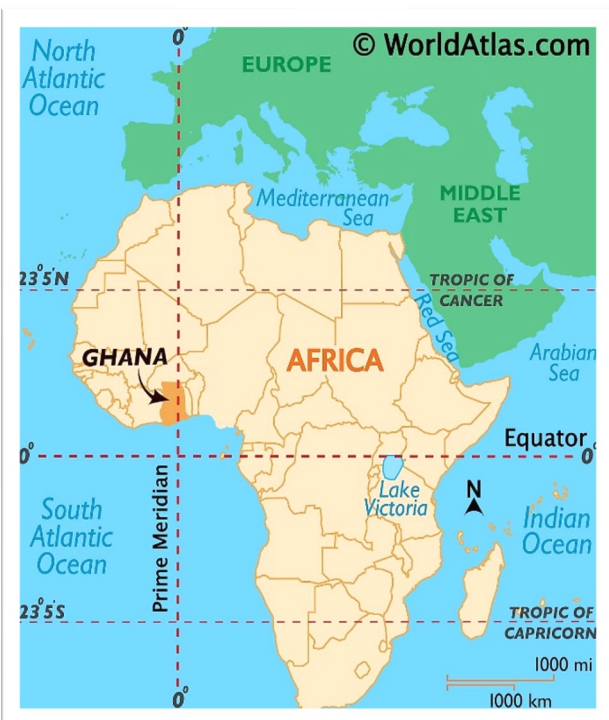 0°
© WorldAtlas.com
North
Atlantic
Ocean
EUROPE
Mediterranean
Sea
MIDDLE
EAST
23°5'N
TROPIC OF
CANCER
Red Sea
GHANA
AFRICA
Arabian
Sea
Equator
0°
0°
Lake
Victoria
N
South
Atlantic
Ocean
Prime Meridian
Indian
Ocean
23°5'S
TROPIC OF
CAPRICORN
1000 mi
1000 km
0°